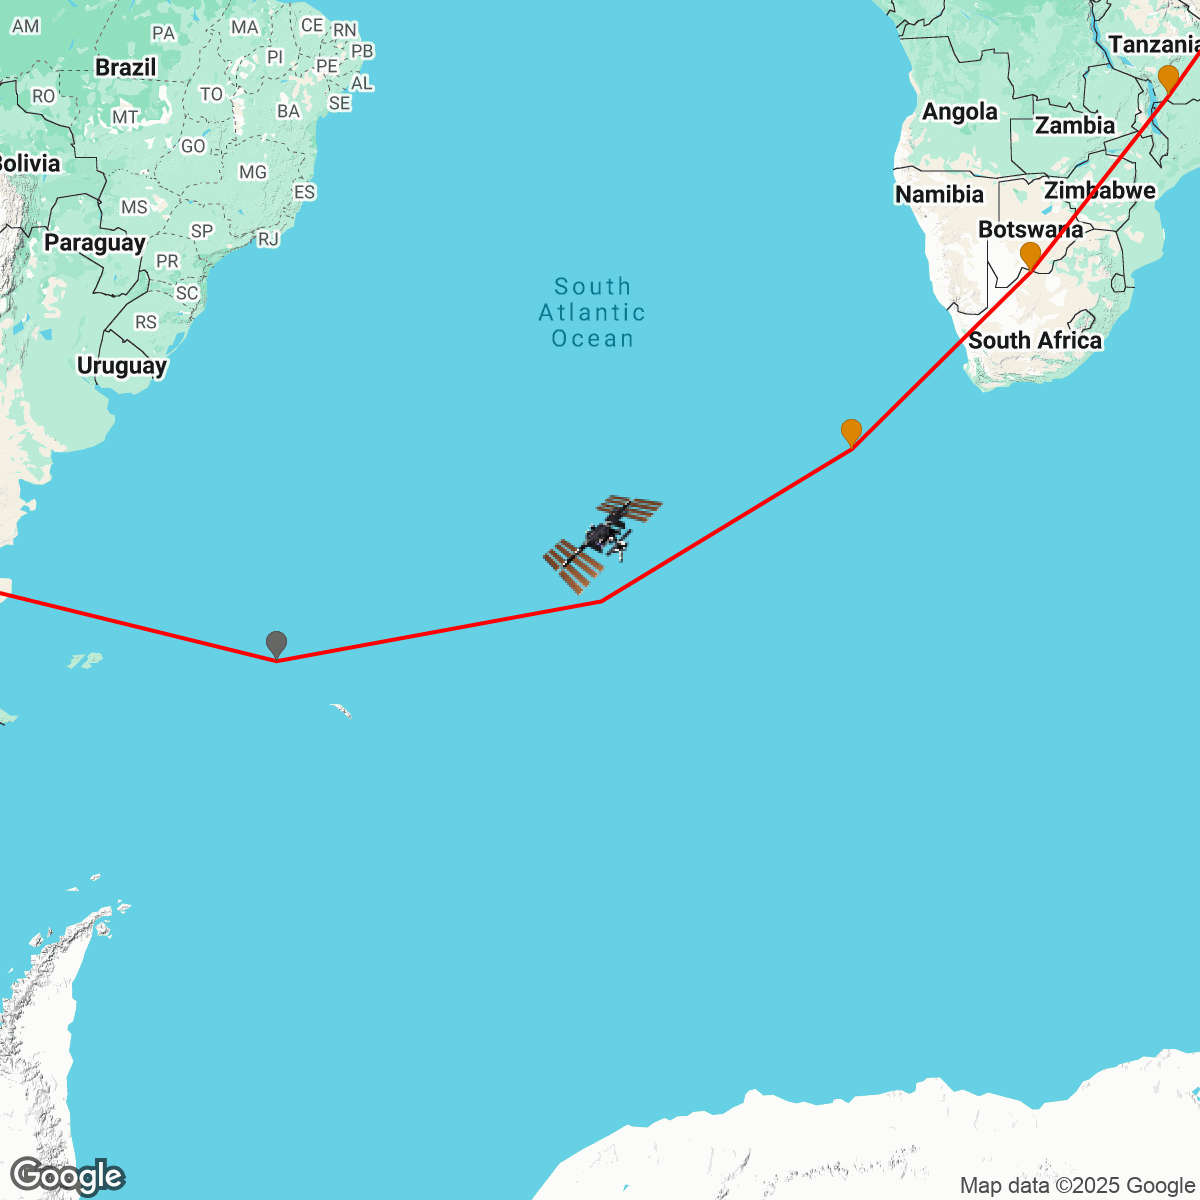 AM
PA
MA
CE
RN
PB
PI
PE
AL
Brazil
RO
TO
SE
BA
MT
GO
Bolivia
MG
ES
MS
SP
RJ
Paraguay
PR
SC
RS
Uruguay
South
Atlantic
Ocean
Tanzania
Angola
Zambia
Namibia
Zimbabwe
Botswana
South Africa
Google
Map data ©2025 Google